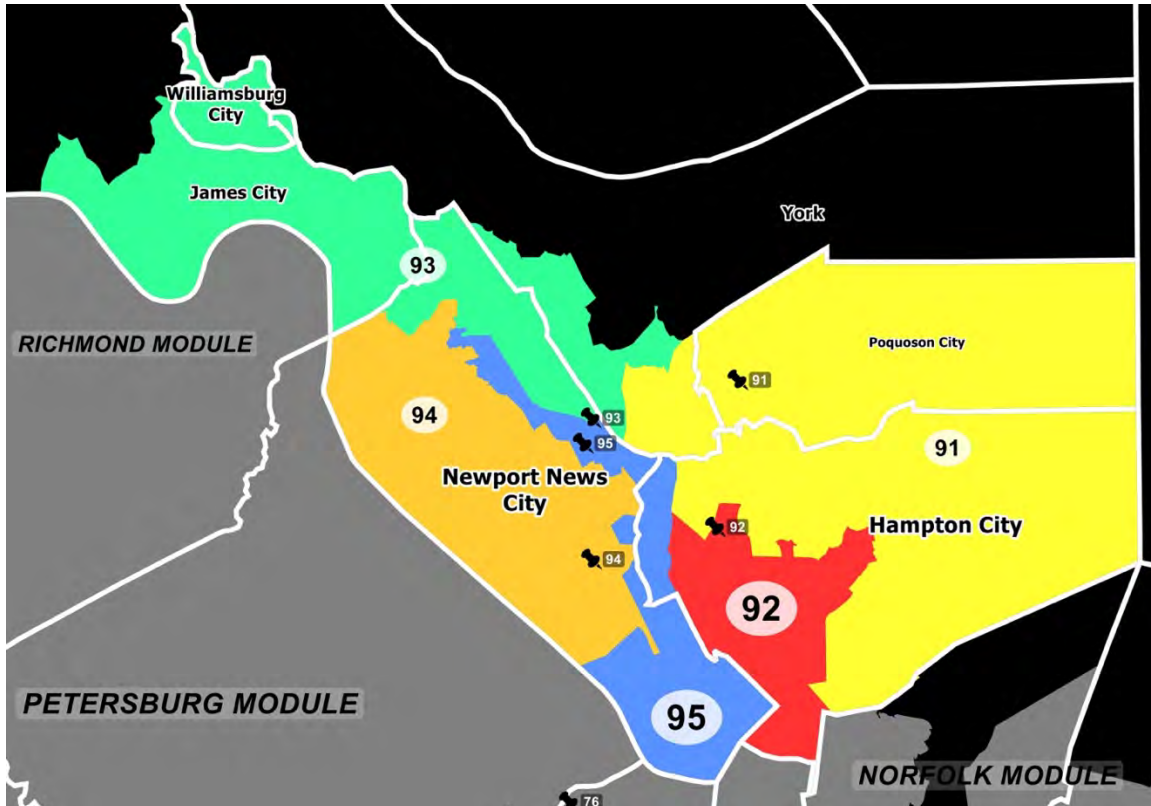 Williamsburg
City
James City
York
93
RICHMOND MODULE
Poquoson City
91
94
93
95
91
Newport News
City
92
Hampton City
94
92
PETERSBURG MODULE
95
NORFOLK MODULE
76